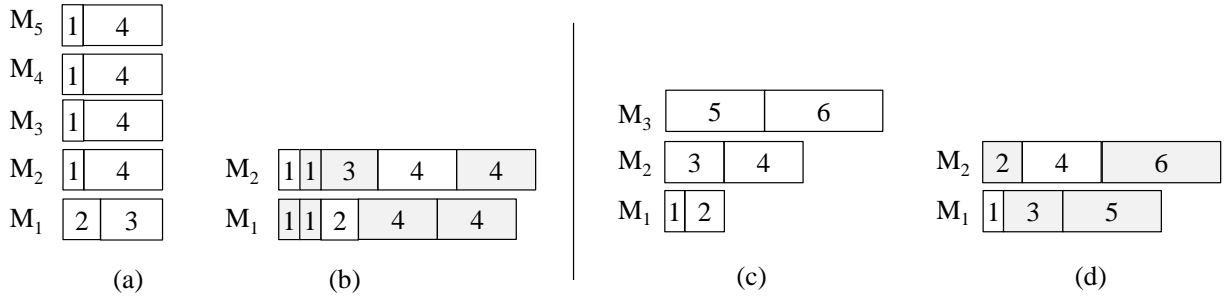 M5 1 4
M4 1 4
M3 1 4
M2 1 4
M1 2 3
(a)
M2 1 1 3 4 4
M1 1 1 2 4 4
(b)
M3 5 6
M2 3 4
M1 1 2
(c)
M2 2 4 6
M1 1 3 5
(d)